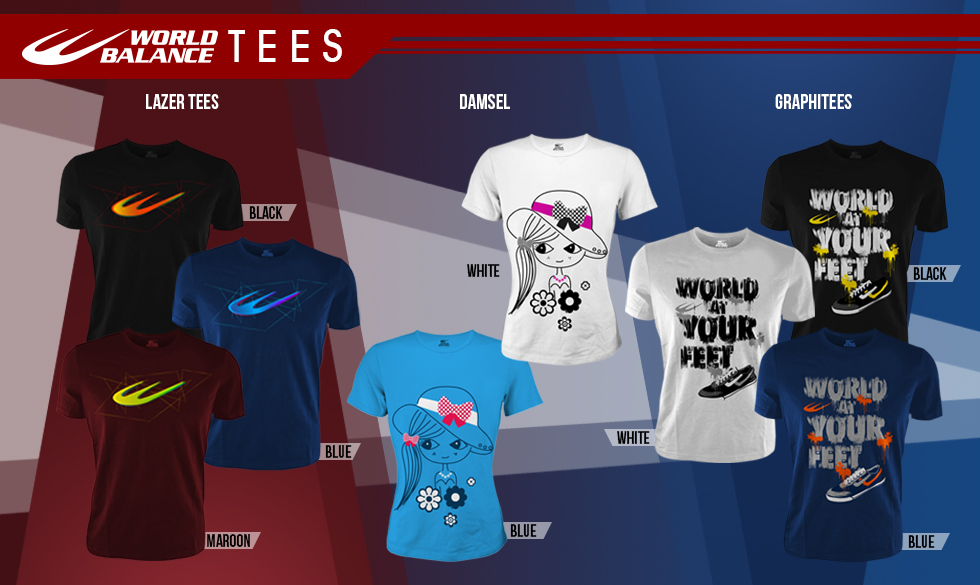 WORLD
BALANCE
TEES
LAZER TEES
DAMSEL
GRAPHITEES
BLACK
BLUE
MAROON
WHITE
BLUE
WORLD
AT
YOUR
FEET
BLACK
WORLD
AT
YOUR
FEET
WHITE
WORLD
AT
YOUR
FEET
BLUE